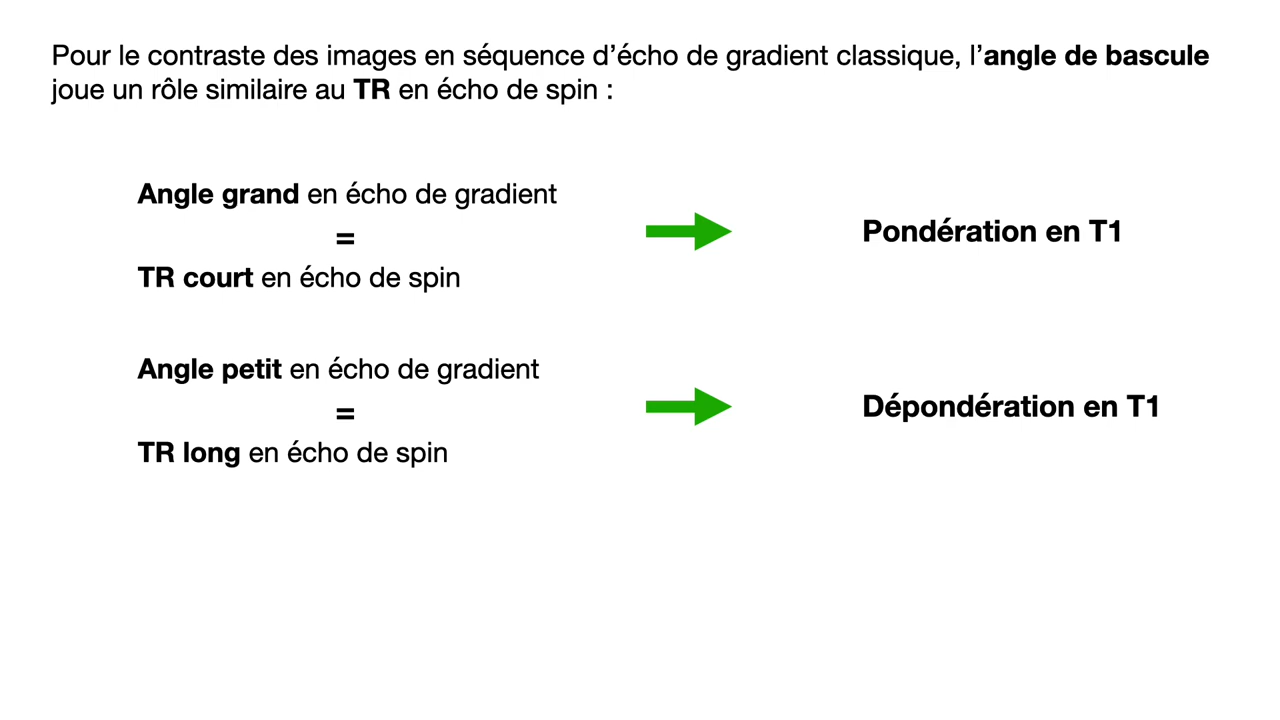 Pour le contraste des images en séquence d’écho de gradient classique, l’angle de bascule
joue un rôle similaire au TR en écho de spin :
Angle grand en écho de gradient
=
TR court en écho de spin
Pondération en T1
Angle petit en écho de gradient
=
TR long en écho de spin
Dépondération en T1